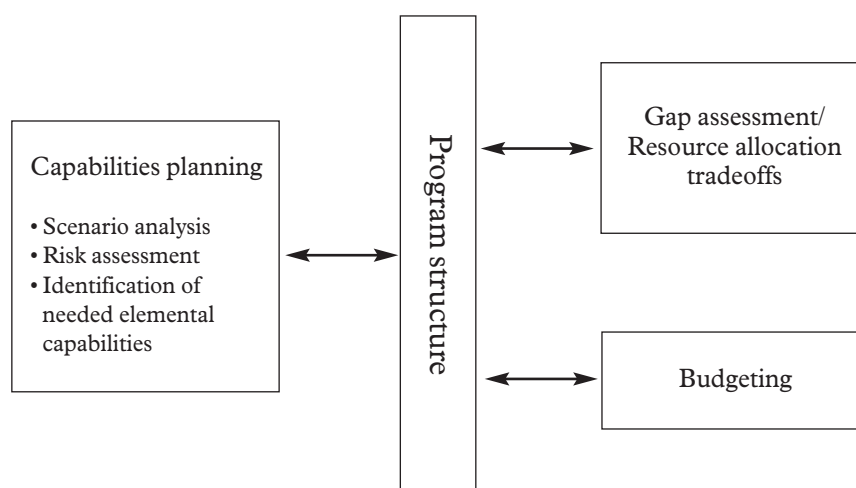 Capabilities planning
• Scenario analysis
• Risk assessment
• Identification of
needed elemental
capabilities
Program structure
Gap assessment/
Resource allocation
tradeoffs
Budgeting